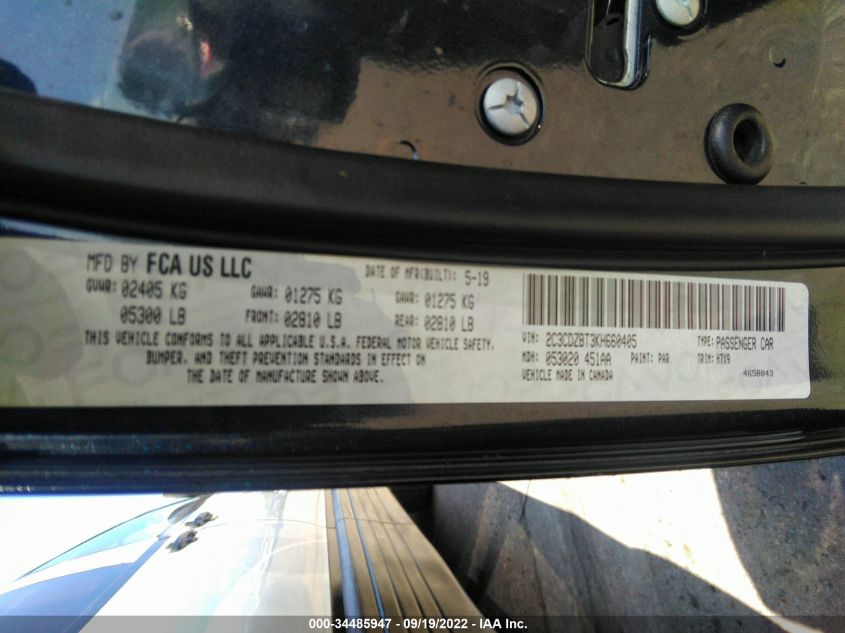 MFD BY FCA US LLC
DATE OF MFR(BUILT): 5-19
GVWR: 02405 KG GAWR: 01275 KG GAWR: 01275 KG
05300 LB FRONT: 02810 LB REAR: 02810 LB
THIS VEHICLE CONFORMS TO ALL APPLICABLE U.S.A. FEDERAL MOTOR VEHICLE SAFETY,
BUMPER, AND THEFT PREVENTION STANDARDS IN EFFECT ON
THE DATE OF MANUFACTURE SHOWN ABOVE.
VIN: 2C3CDZBT3KH660405 TYPE: PASSENGER CAR
MDH: 053020 451AA PAINT: PAR TRIM: H7X9
VEHICLE MADE IN CANADA 4658843
000-34485947 - 09/19/2022 - IAA Inc.